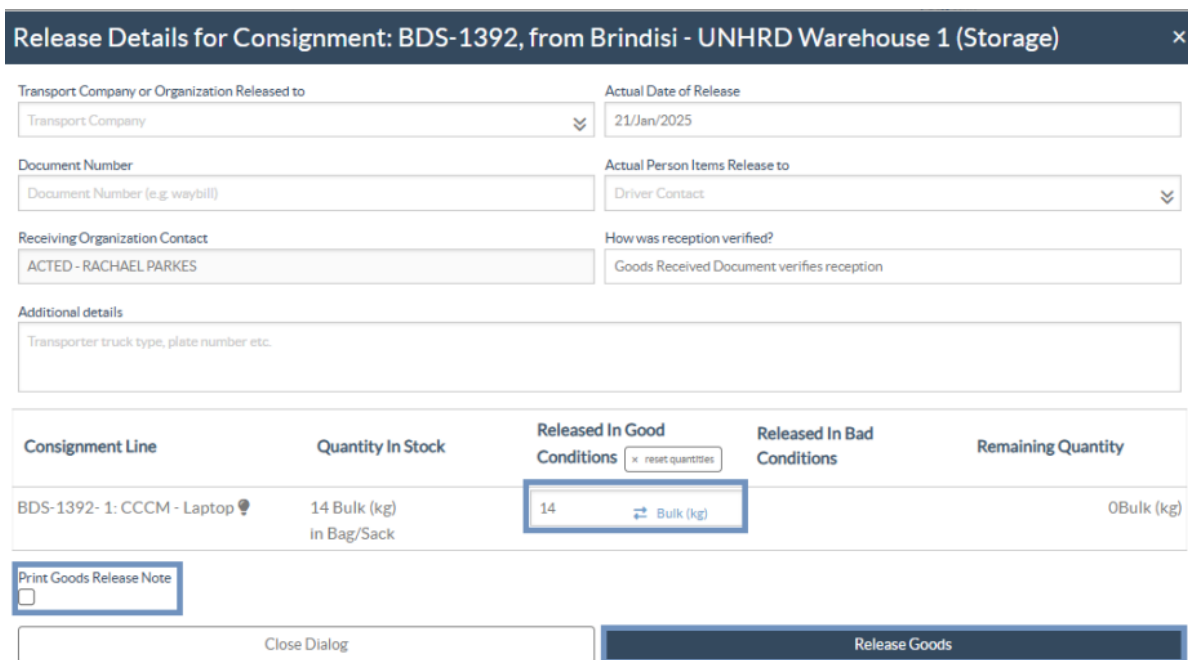 Release Details for Consignment: BDS-1392, from Brindisi - UNHRD Warehouse 1 (Storage) ×
Transport Company or Organization Released to
Transport Company
Actual Date of Release
21/Jan/2025
Document Number
Document Number (e.g. waybill)
Actual Person Items Release to
Driver Contact
Receiving Organization Contact
ACTED - RACHAEL PARKES
How was reception verified?
Goods Received Document verifies reception
Additional details
Transporter truck type, plate number etc.
Consignment Line
Quantity In Stock
Released In Good
Conditions × reset quantities
Released In Bad
Conditions
Remaining Quantity
BDS-1392- 1: CCCM - Laptop
14 Bulk (kg)
in Bag/Sack
14 Bulk (kg)
0Bulk (kg)
Print Goods Release Note
Close Dialog
Release Goods